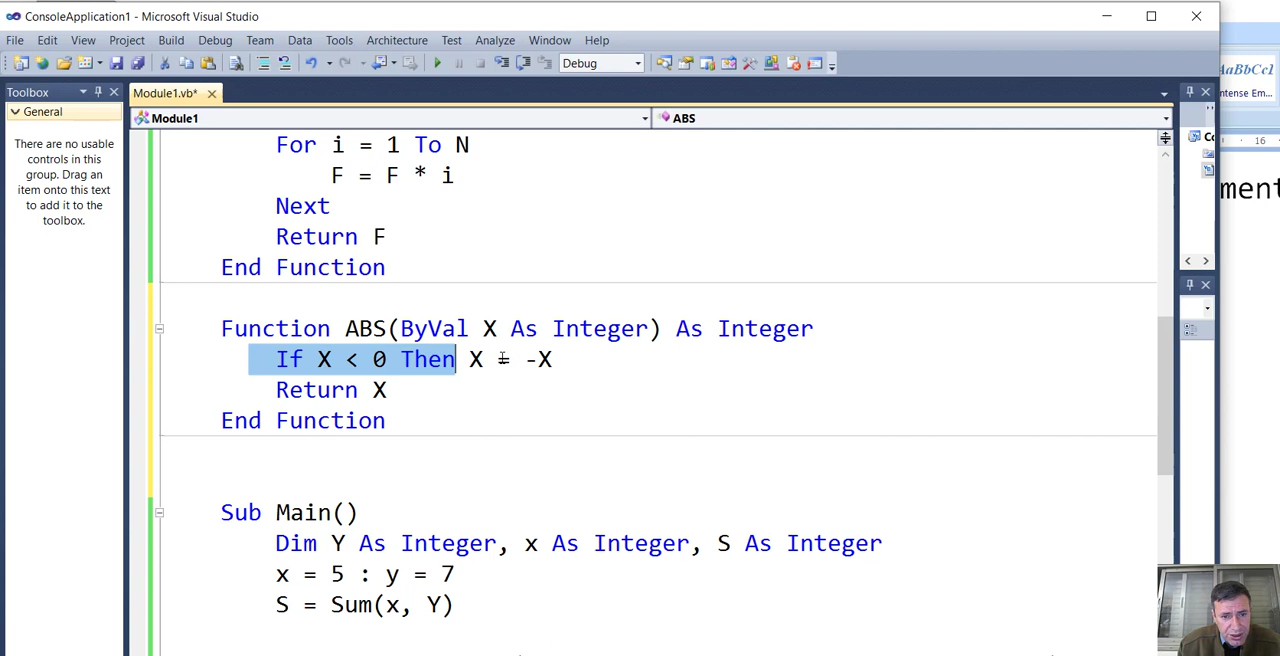 ConsoleApplication1 - Microsoft Visual Studio
File Edit View Project Build Debug Team Data Tools Architecture Test Analyze Window Help
Debug
AaBbCcI
Toolbox
Module1.vb*
ntense Em...
General
Module1
ABS
There are no usable
controls in this
group. Drag an
item onto this text
to add it to the
toolbox.
16
ment
For i = 1 To N
F = F * i
Next
Return F
End Function
Function ABS(ByVal X As Integer) As Integer
If X < 0 Then X = -X
Return X
End Function
Sub Main()
Dim Y As Integer, x As Integer, S As Integer
x = 5 : y = 7
S = Sum(x, Y)